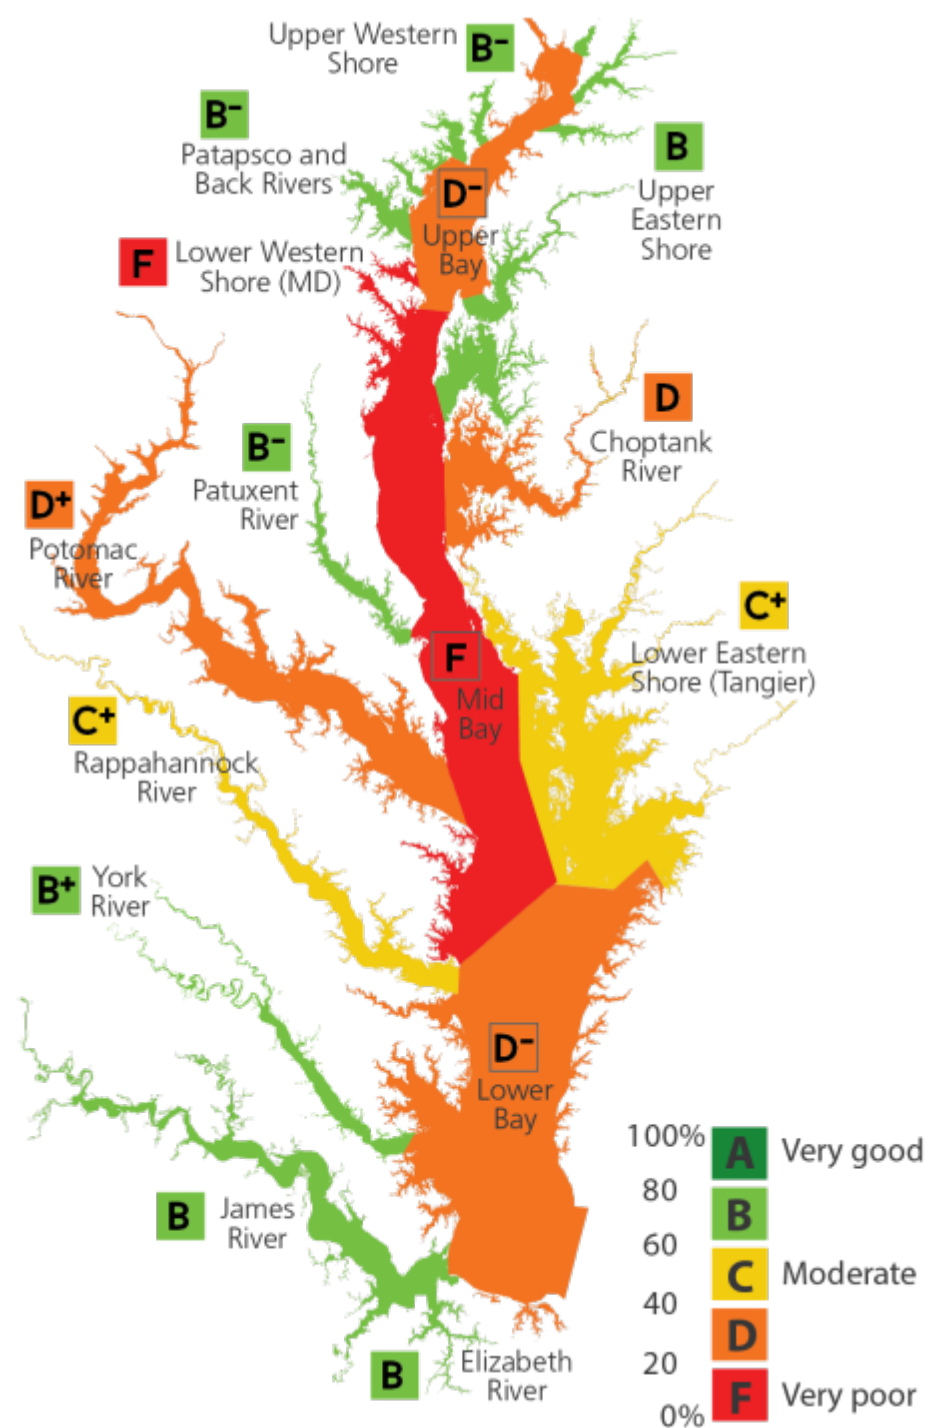 Upper Western
Shore
B-
B-
Patapsco and
Back Rivers
B
Upper
Eastern
Shore
D-
Upper
Bay
F
Lower Western
Shore (MD)
D
Choptank
River
B-
Patuxent
River
D+
Potomac
River
C+
Lower Eastern
Shore (Tangier)
F
Mid
Bay
C+
Rappahannock
River
B+
York
River
D-
Lower
Bay
B
James
River
B
Elizabeth
River
100%
A Very good
80
B
60
C Moderate
40
D
20
F Very poor
0%